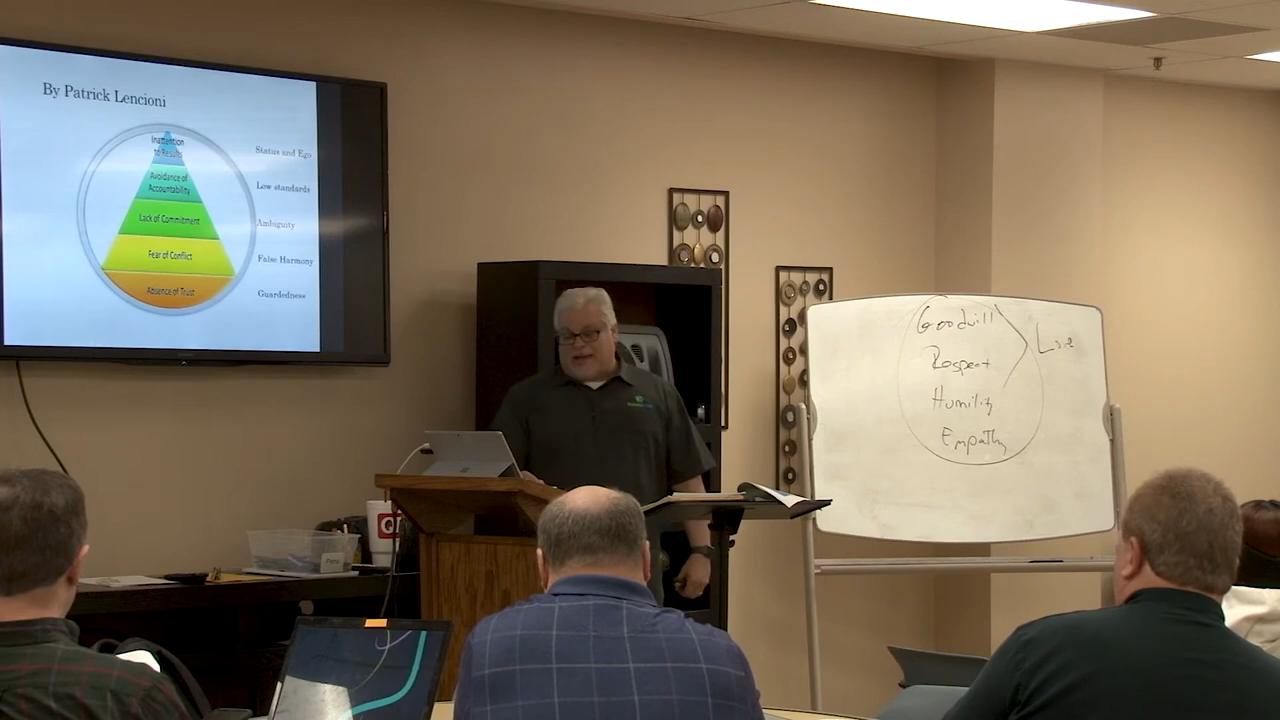 By Patrick Lencioni
Inattention
to Results
Status and Ego
Avoidance of
Accountability
Low standards
Lack of Commitment
Ambiguity
Fear of Conflict
False Harmony
Absence of Trust
Guardedness
Goodwill
Love
Respect
Humility
Empathy
QT